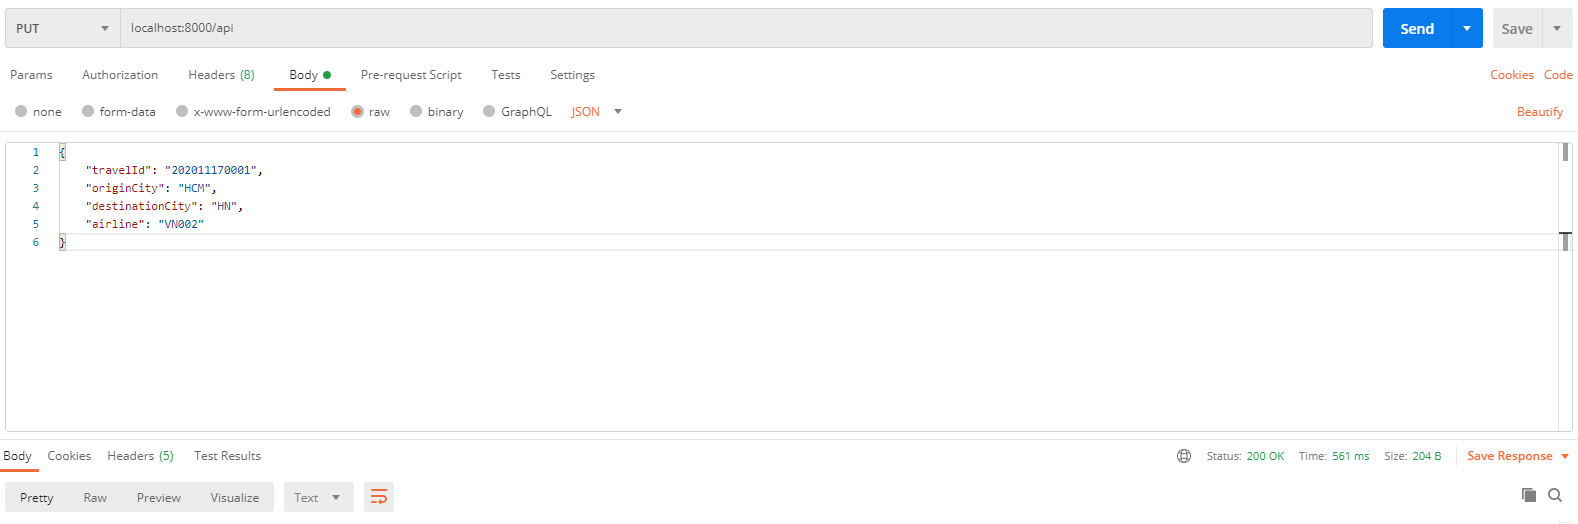 PUT localhost:8000/api Send Save
Params Authorization Headers (8) Body Pre-request Script Tests Settings Cookies Code
none form-data x-www-form-urlencoded raw binary GraphQL JSON Beautify
1 {
2 "travelId": "202011170001",
3 "originCity": "HCM",
4 "destinationCity": "HN",
5 "airline": "VN002"
6 }
Body Cookies Headers (5) Test Results Status: 200 OK Time: 561 ms Size: 204 B Save Response
Pretty Raw Preview Visualize Text